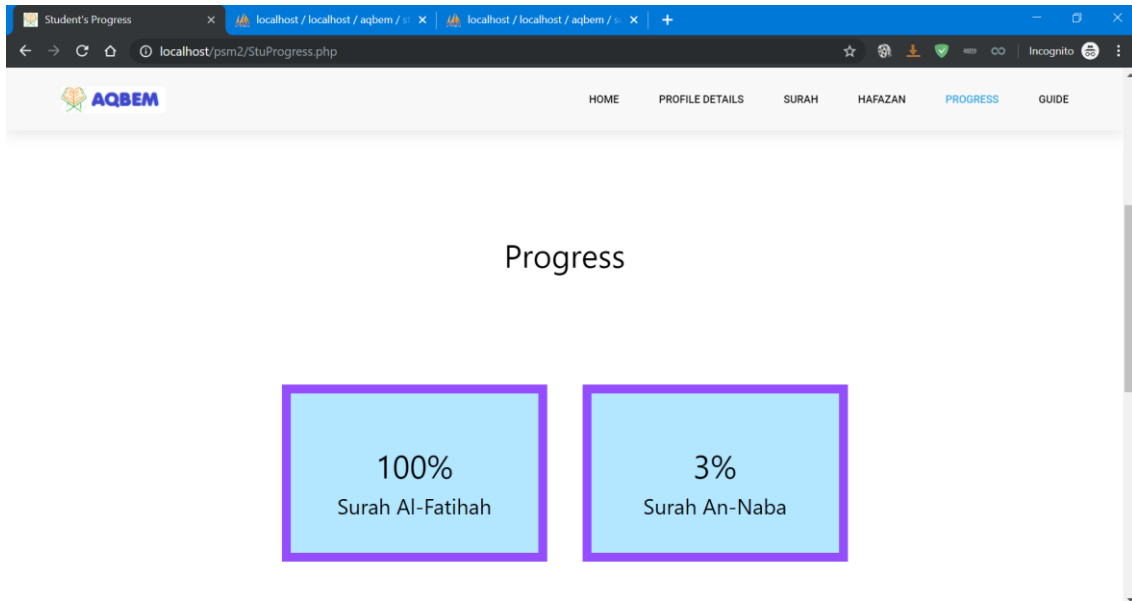 Student's Progress
localhost / localhost / aqbem / st
localhost / localhost / aqbem / s
localhost/psm2/StuProgress.php
Incognito
AQBEM
HOME PROFILE DETAILS SURAH HAFAZAN PROGRESS GUIDE
Progress
100%
Surah Al-Fatihah
3%
Surah An-Naba